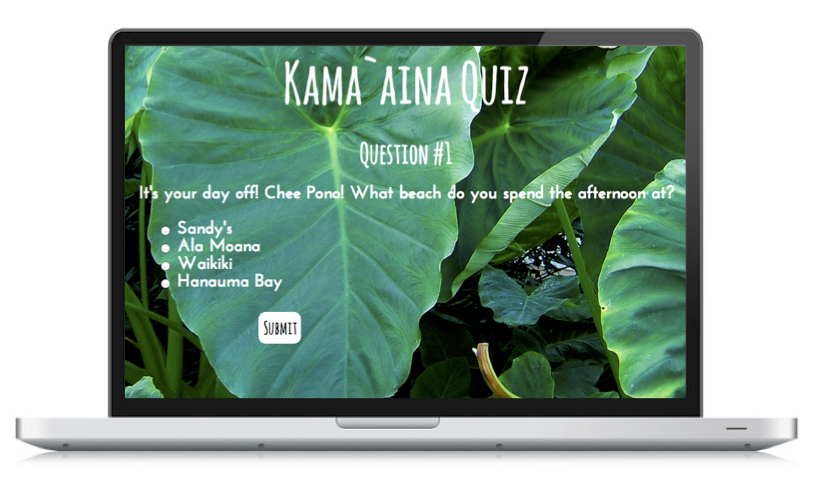 Kama`aina Quiz
Question #1
It's your day off! Chee Pono! What beach do you spend the afternoon at?
Sandy's
Ala Moana
Waikiki
Hanauma Bay
Submit